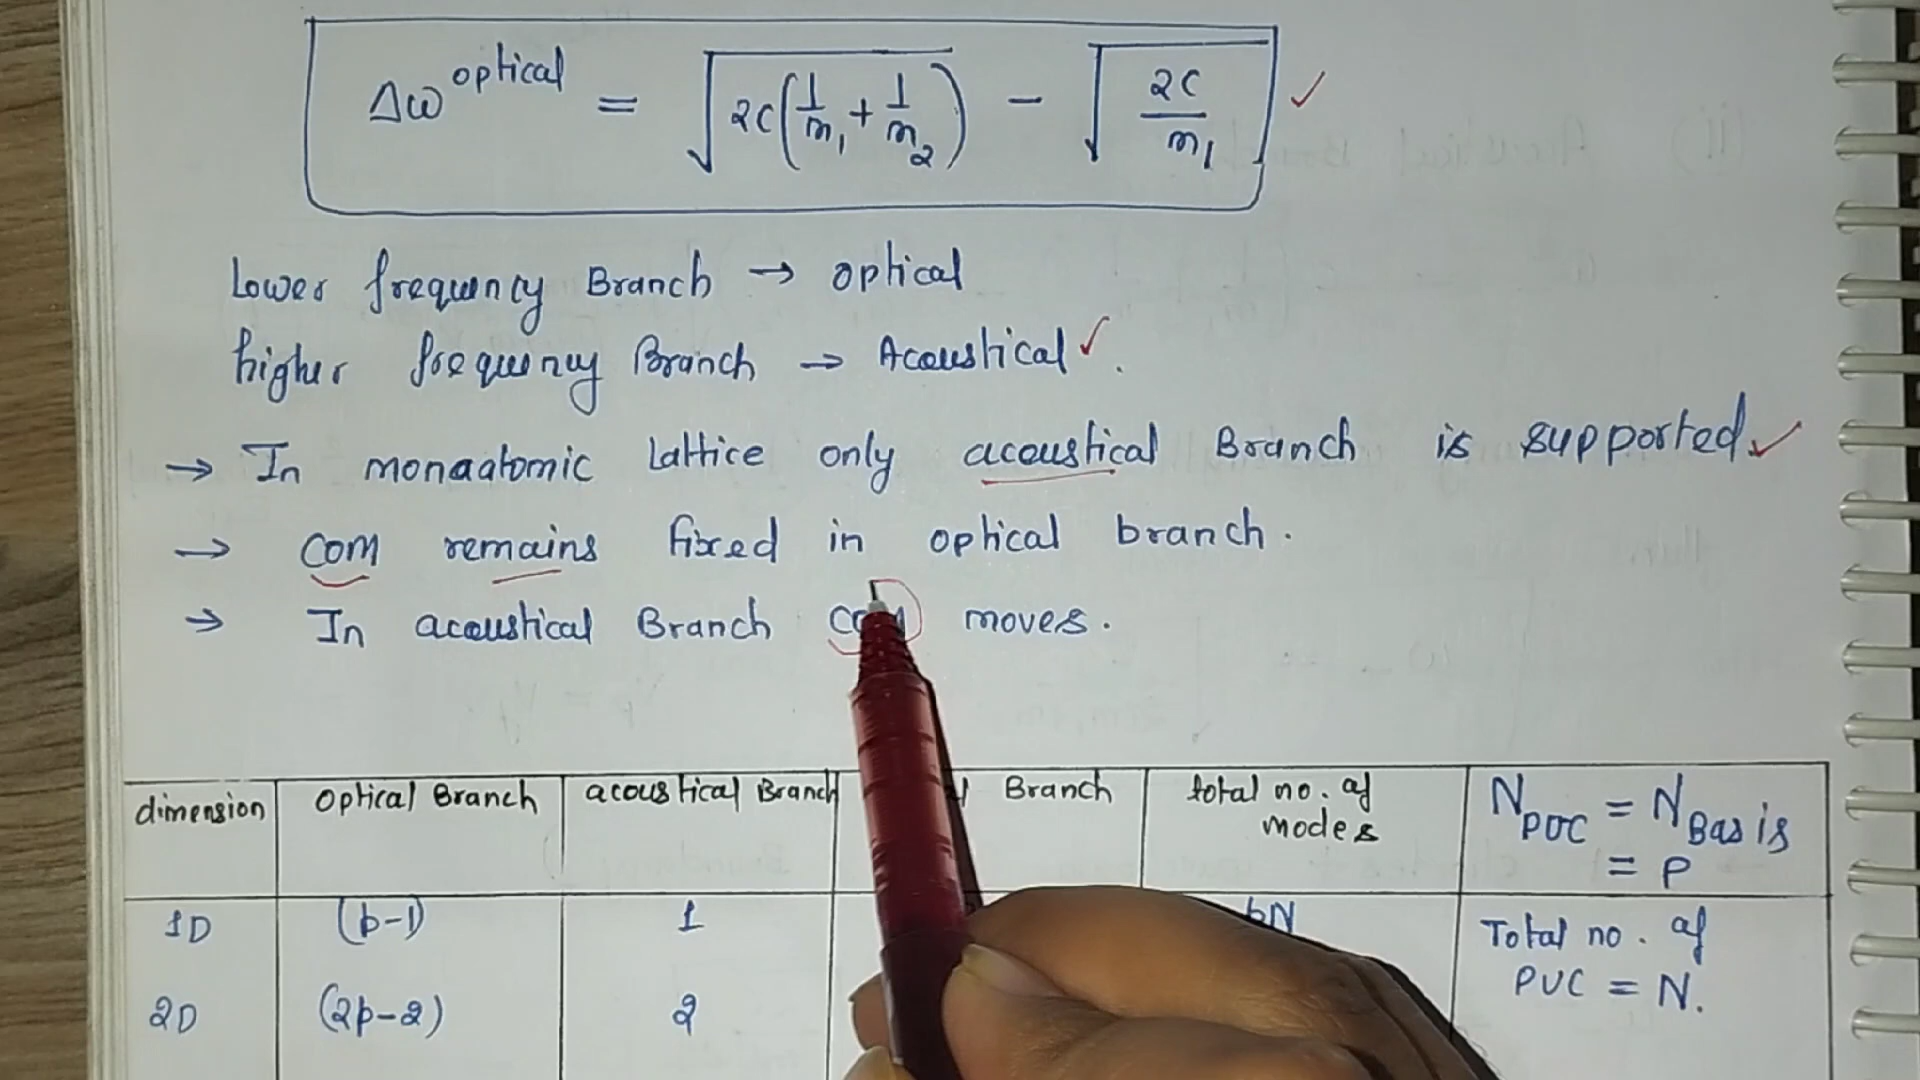 Δω^optical = √(2C(1/m₁ + 1/m₂)) − √(2C/m₁) ✓
Lower frequency Branch → optical
higher frequency Branch → Acoustical ✓.
→ In monaatomic Lattice only acoustical Branch is supported. ✓
→ COM remains fixed in optical branch.
→ In acoustical Branch COM moves.
dimension | optical Branch | acoustical Branch | Branch | total no. of modes | N_PUC = N_Basis = P
1D | (p-1) | 1 | pN | Total no. of PUC = N.
2D | (2p-2) | 2